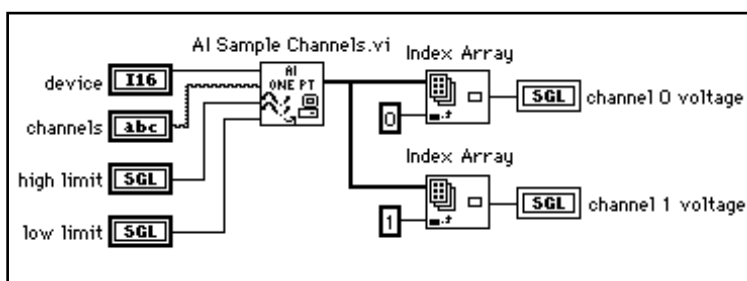 AI Sample Channels.vi
Index Array
device
I16
AI
ONE PT
SGL
channel 0 voltage
channels
abc
0
Index Array
high limit
SGL
SGL
channel 1 voltage
low limit
SGL
1